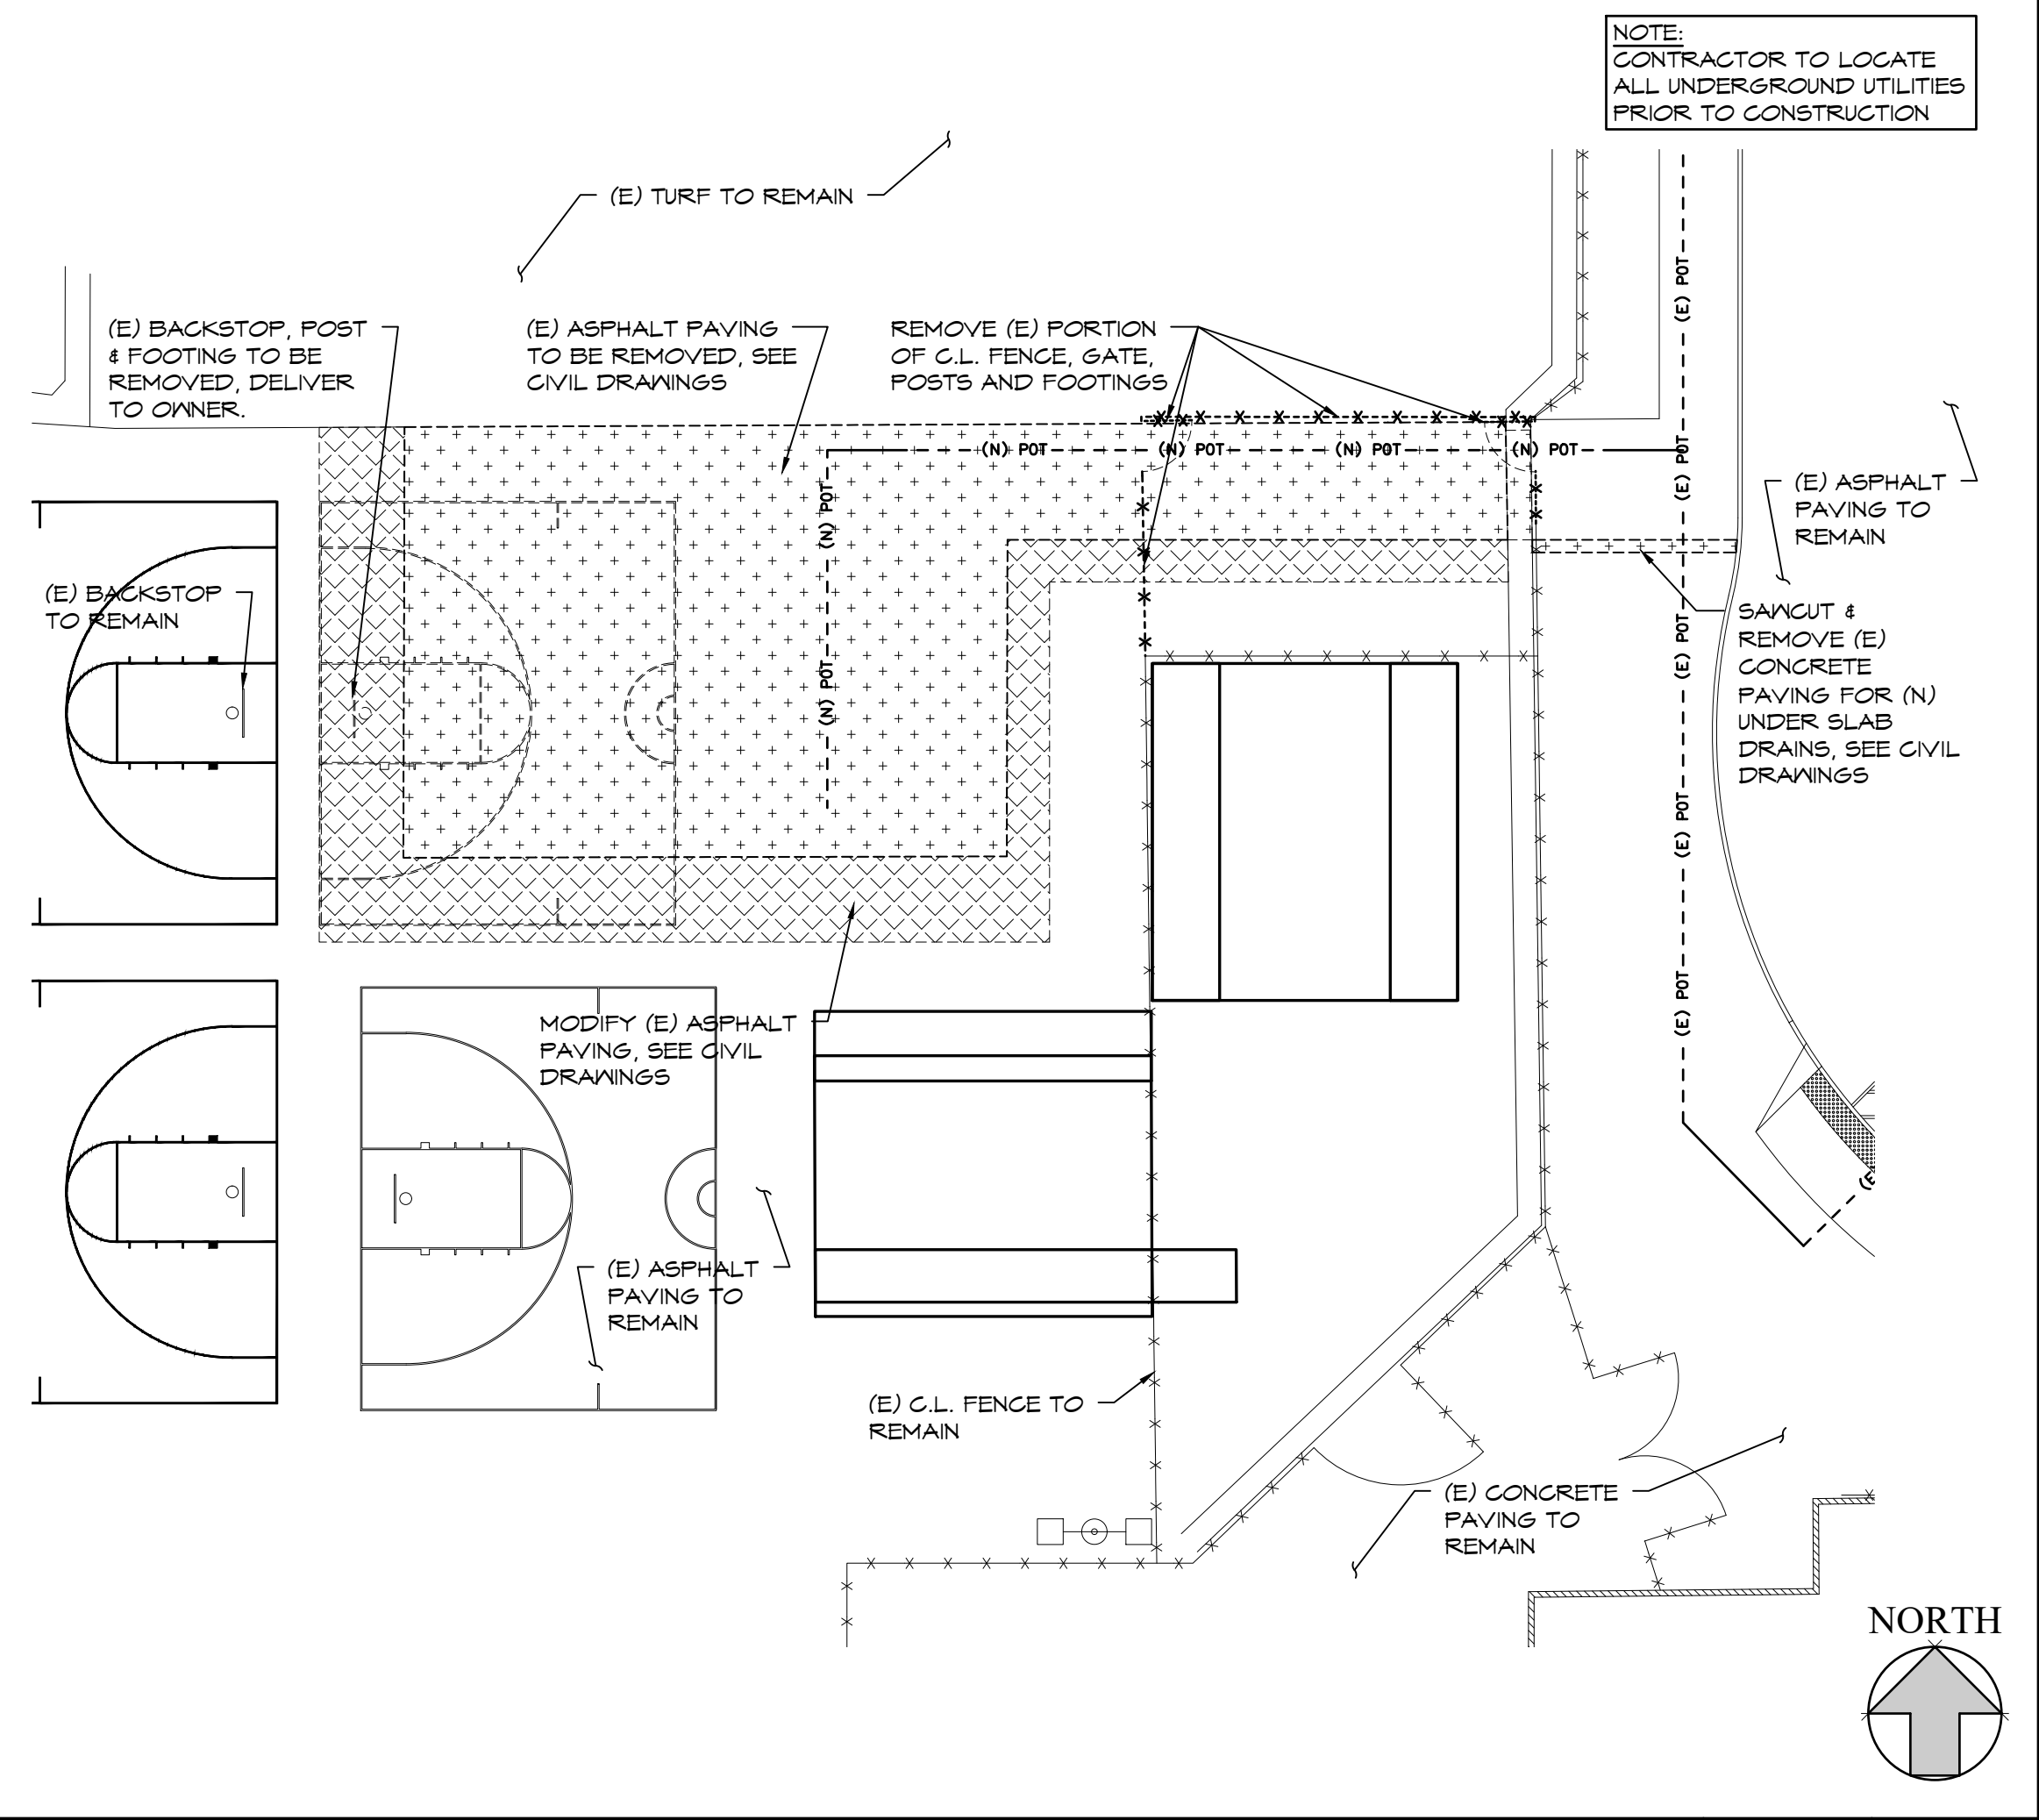 NOTE:
CONTRACTOR TO LOCATE
ALL UNDERGROUND UTILITIES
PRIOR TO CONSTRUCTION
(E) TURF TO REMAIN
(E) BACKSTOP, POST
& FOOTING TO BE
REMOVED, DELIVER
TO OWNER.
(E) ASPHALT PAVING
TO BE REMOVED, SEE
CIVIL DRAWINGS
REMOVE (E) PORTION
OF C.L. FENCE, GATE,
POSTS AND FOOTINGS
(E) POT
(N) POT
(N) POT
(N) POT
(N) POT
(E) POT
(N) POT
(N) POT
(E) ASPHALT
PAVING TO
REMAIN
(E) BACKSTOP
TO REMAIN
SAWCUT &
REMOVE (E)
CONCRETE
PAVING FOR (N)
UNDER SLAB
DRAINS, SEE CIVIL
DRAWINGS
(E) POT
(E) POT
(E) POT
MODIFY (E) ASPHALT
PAVING, SEE CIVIL
DRAWINGS
(E
(E) ASPHALT
PAVING TO
REMAIN
(E) C.L. FENCE TO
REMAIN
(E) CONCRETE
PAVING TO
REMAIN
NORTH